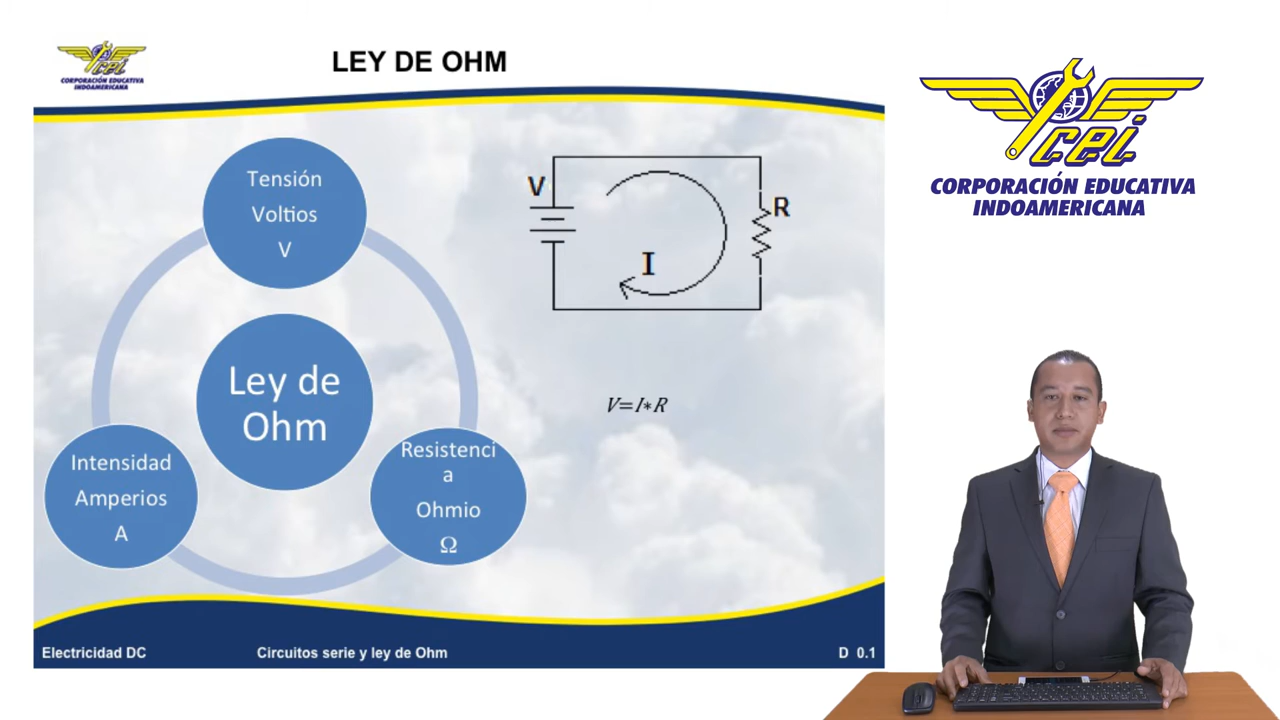 cei
CORPORACIÓN EDUCATIVA
INDOAMERICANA
LEY DE OHM
Tensión
Voltios
V
Ley de
Ohm
Intensidad
Amperios
A
Resistenci
a
Ohmio
Ω
V
R
I
V=I*R
Electricidad DC
Circuitos serie y ley de Ohm
D 0.1
cei
CORPORACIÓN EDUCATIVA
INDOAMERICANA